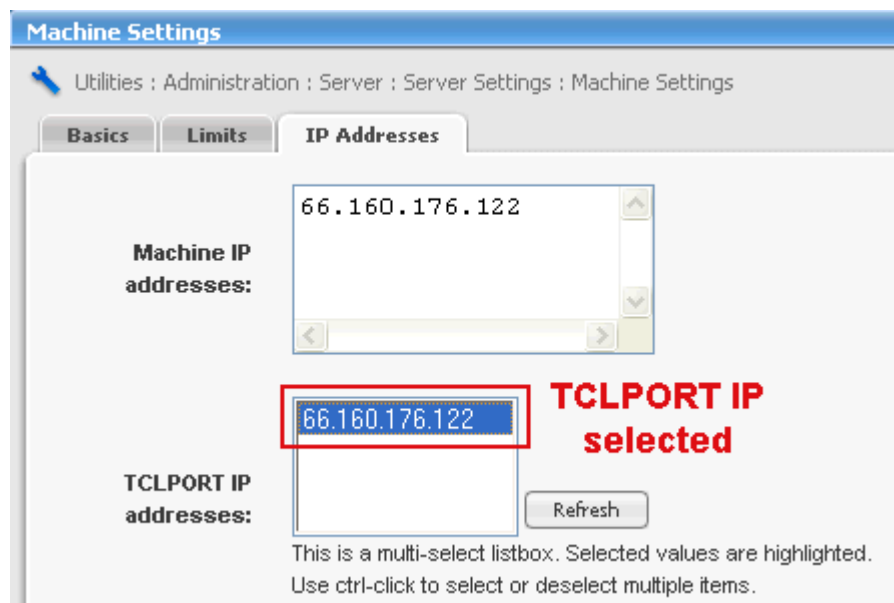 Machine Settings
Utilities : Administration : Server : Server Settings : Machine Settings
Basics Limits IP Addresses
66.160.176.122
Machine IP
addresses:
66.160.176.122
TCLPORT IP
selected
TCLPORT IP
addresses:
Refresh
This is a multi-select listbox. Selected values are highlighted.
Use ctrl-click to select or deselect multiple items.